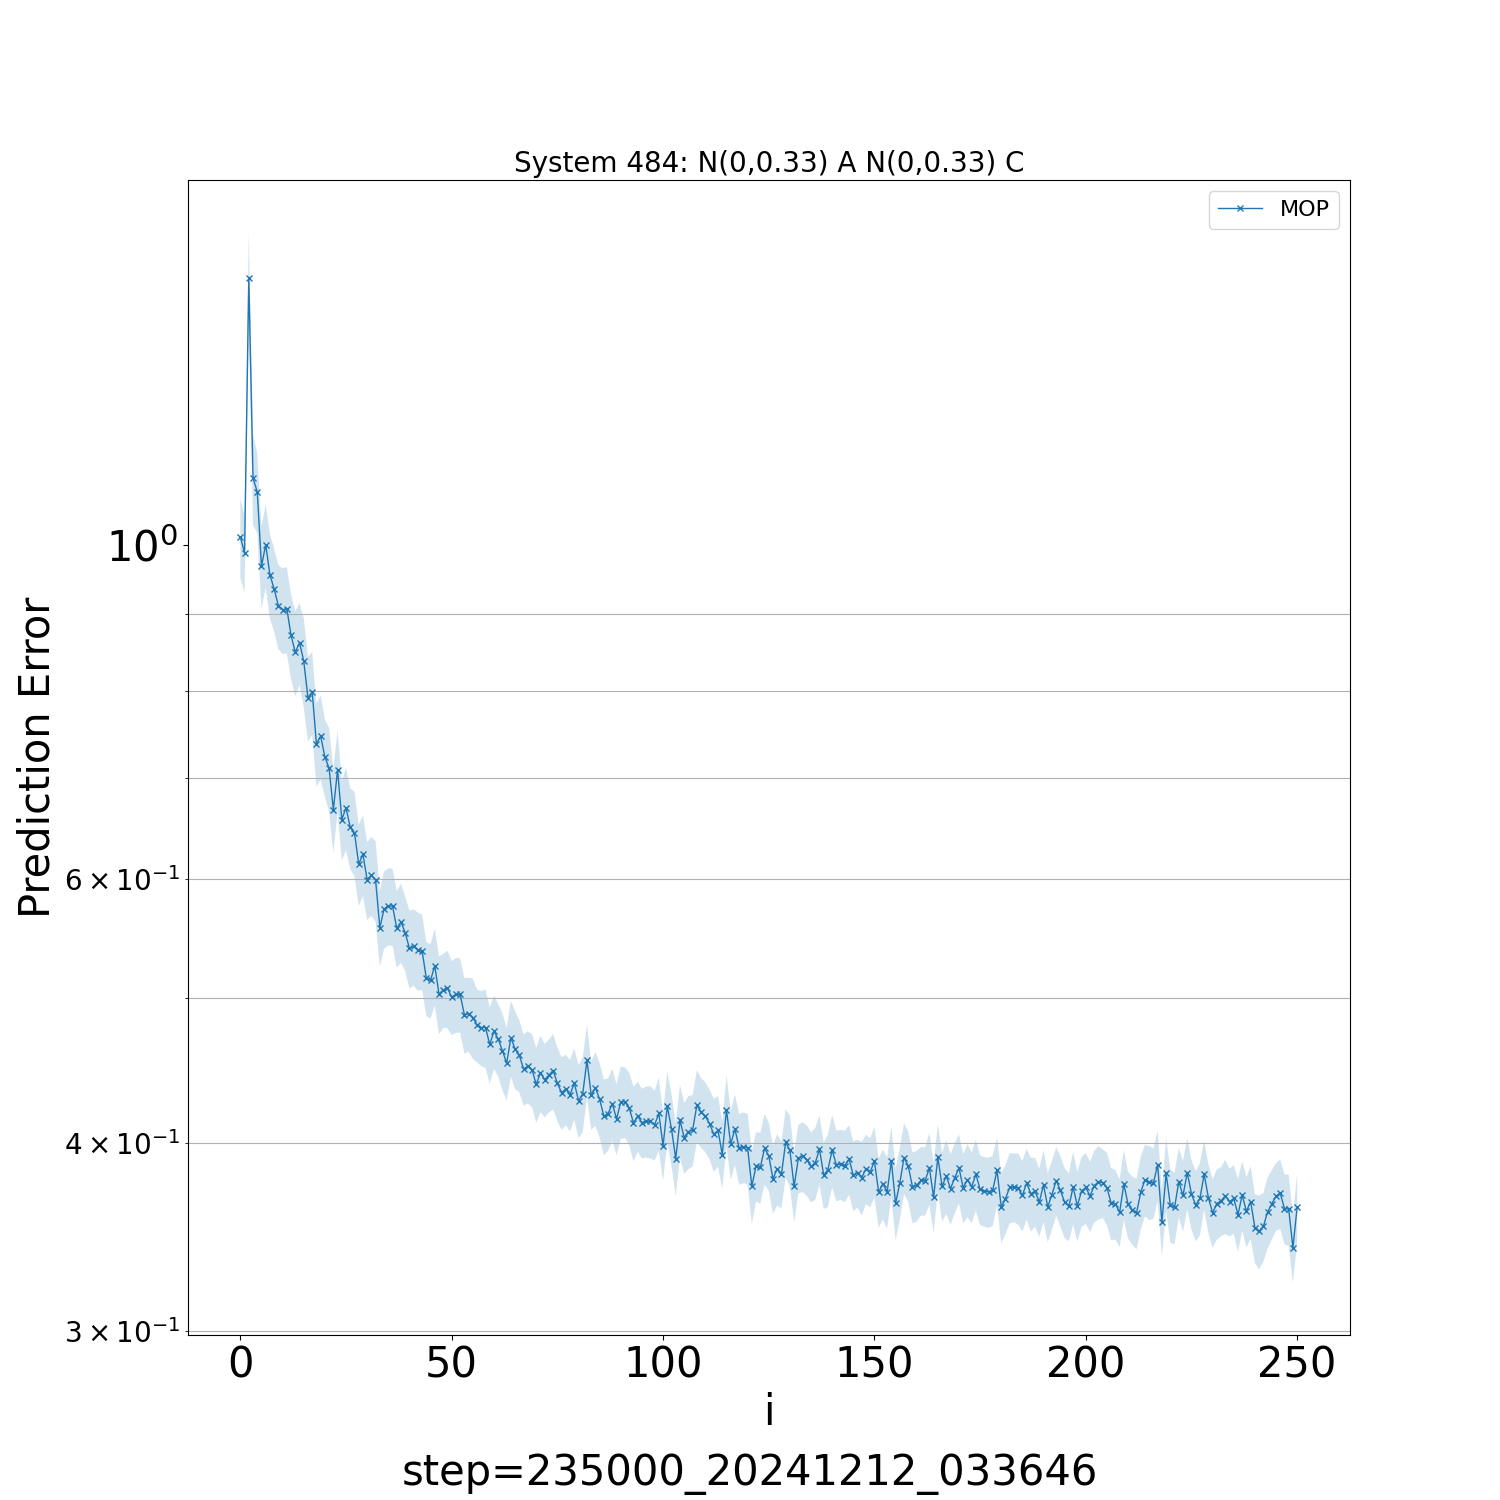 System 484: N(0,0.33) A N(0,0.33) C
MOP
10⁰
6 × 10⁻¹
4 × 10⁻¹
3 × 10⁻¹
Prediction Error
0 50 100 150 200 250
i
step=235000_20241212_033646